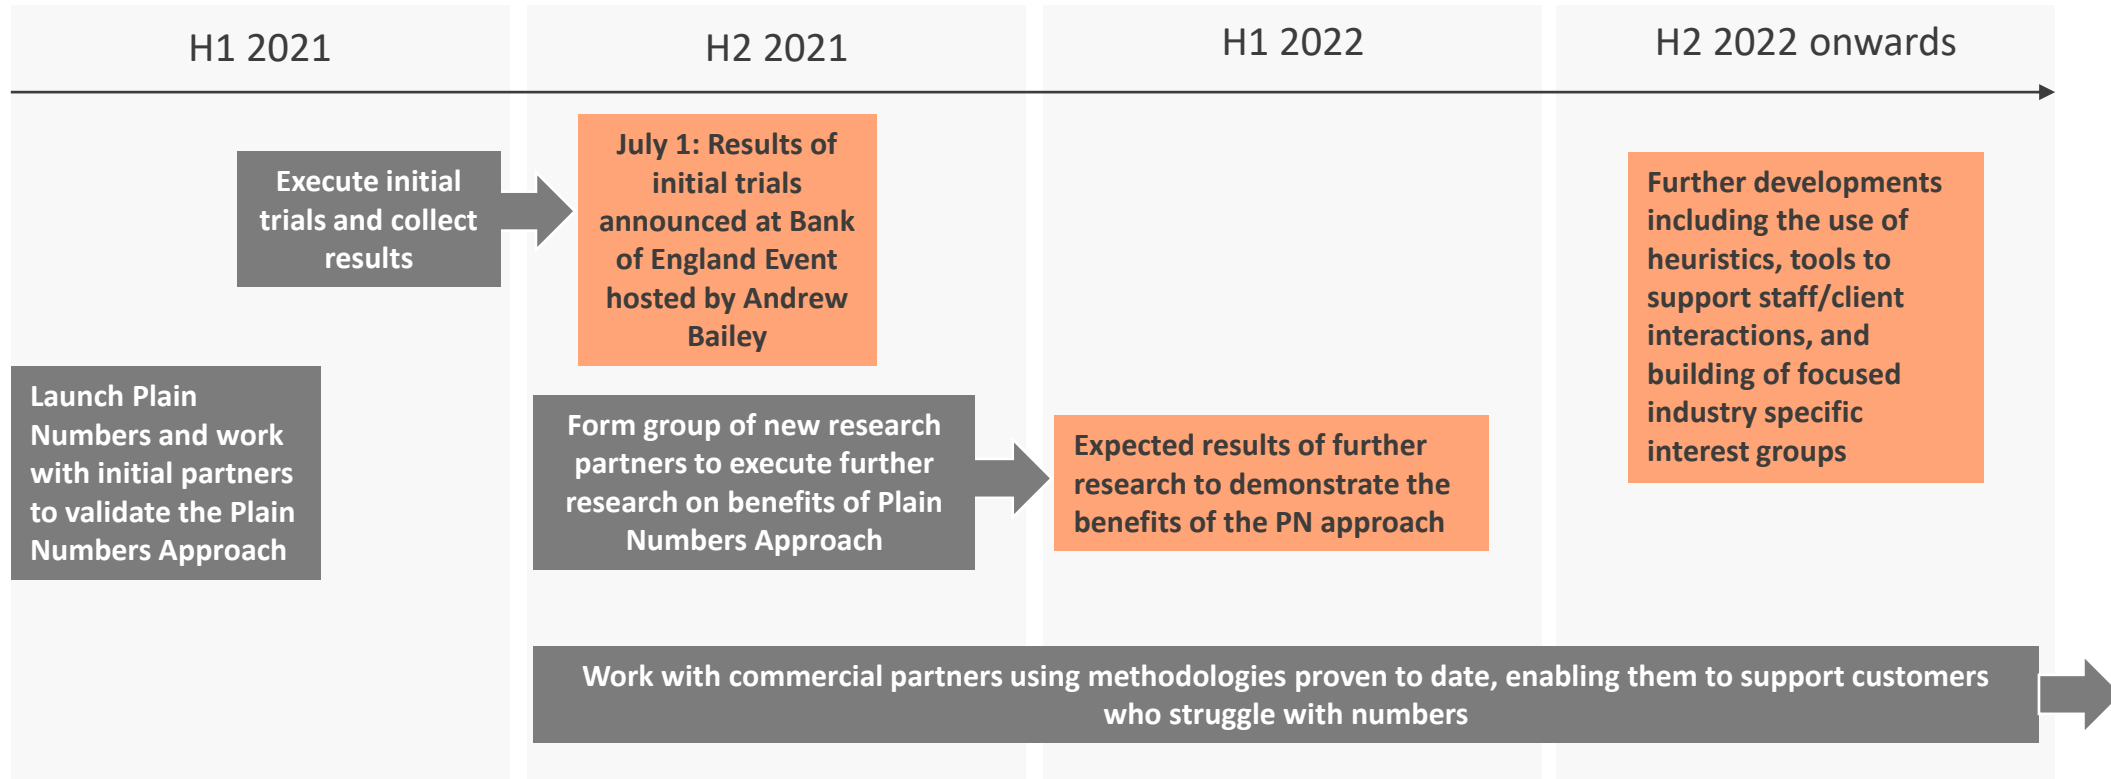 H1 2021
H2 2021
H1 2022
H2 2022 onwards
Execute initial
trials and collect
results
July 1: Results of
initial trials
announced at Bank
of England Event
hosted by Andrew
Bailey
Further developments
including the use of
heuristics, tools to
support staff/client
interactions, and
building of focused
industry specific
interest groups
Launch Plain
Numbers and work
with initial partners
to validate the Plain
Numbers Approach
Form group of new research
partners to execute further
research on benefits of Plain
Numbers Approach
Expected results of further
research to demonstrate the
benefits of the PN approach
Work with commercial partners using methodologies proven to date, enabling them to support customers
who struggle with numbers